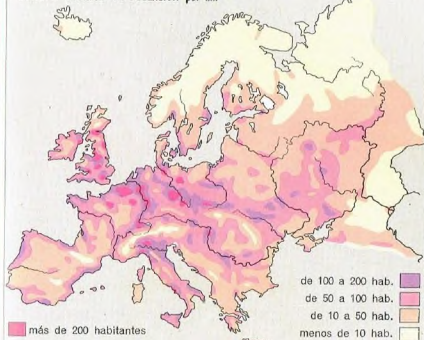 por
de 100 a 200 hab.
de 50 a 100 hab.
de 10 a 50 hab.
menos de 10 hab.
más de 200 habitantes